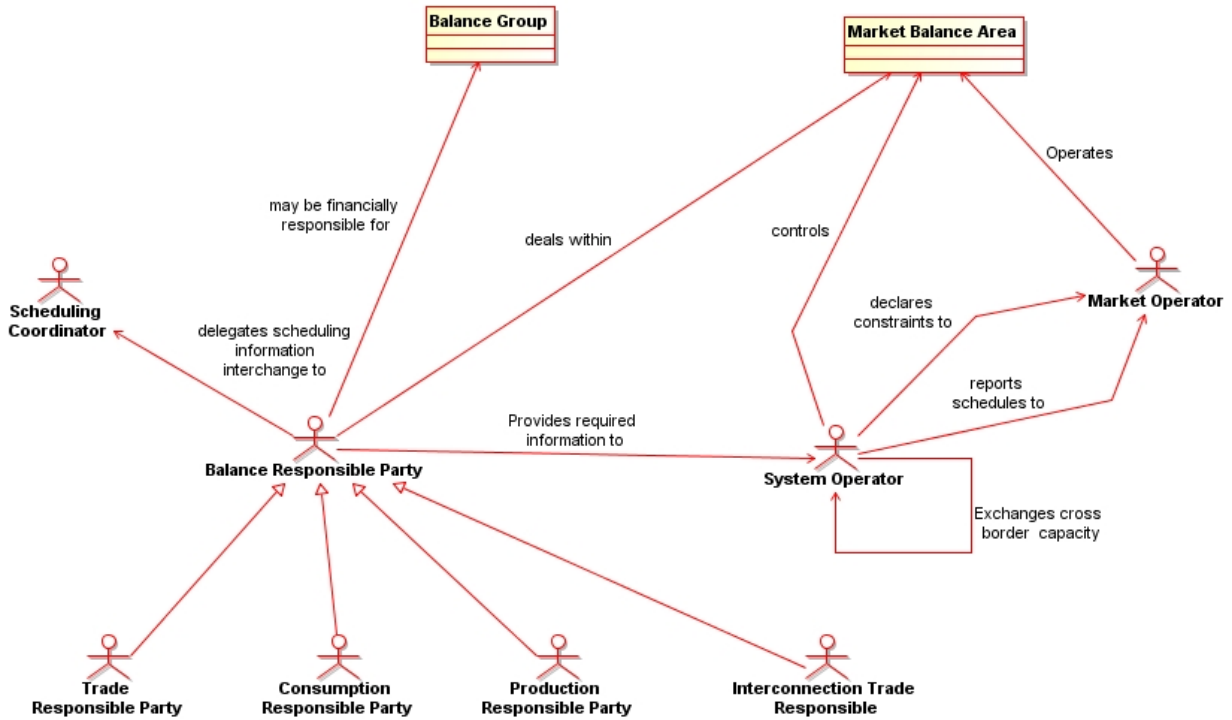 Balance Group
Market Balance Area
Operates
may be financially
responsible for
deals within
controls
Scheduling
Coordinator
Market Operator
declares
constraints to
delegates scheduling
information
interchange to
reports
schedules to
Provides required
information to
Balance Responsible Party
System Operator
Exchanges cross
border capacity
Trade
Responsible Party
Consumption
Responsible Party
Production
Responsible Party
Interconnection Trade
Responsible